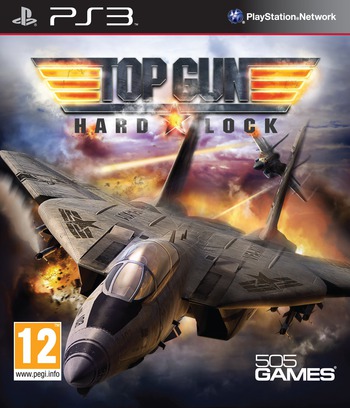 PS3
PlayStation®Network
TOP GUN
HARD LOCK
12
www.pegi.info
505
GAMES